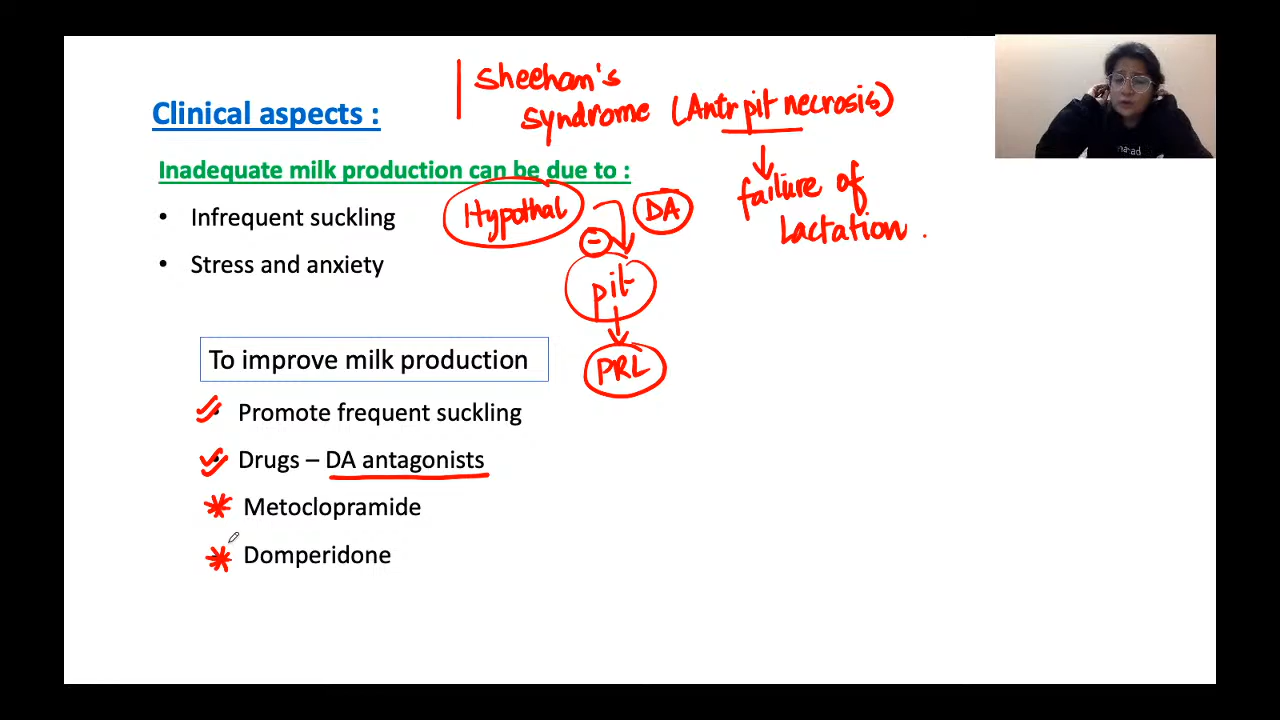 Sheehan's
syndrome (Antr pit necrosis)
Clinical aspects :
failure of
Lactation .
Inadequate milk production can be due to :
• Infrequent suckling
• Stress and anxiety
Hypothal
DA
-
pit
PRL
To improve milk production
• Promote frequent suckling
• Drugs – DA antagonists
Metoclopramide
Domperidone